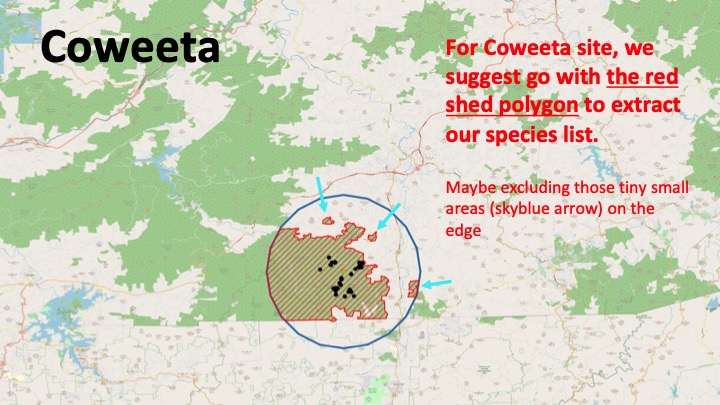 Coweeta
For Coweeta site, we
suggest go with the red
shed polygon to extract
our species list.
Maybe excluding those tiny small
areas (skyblue arrow) on the
edge